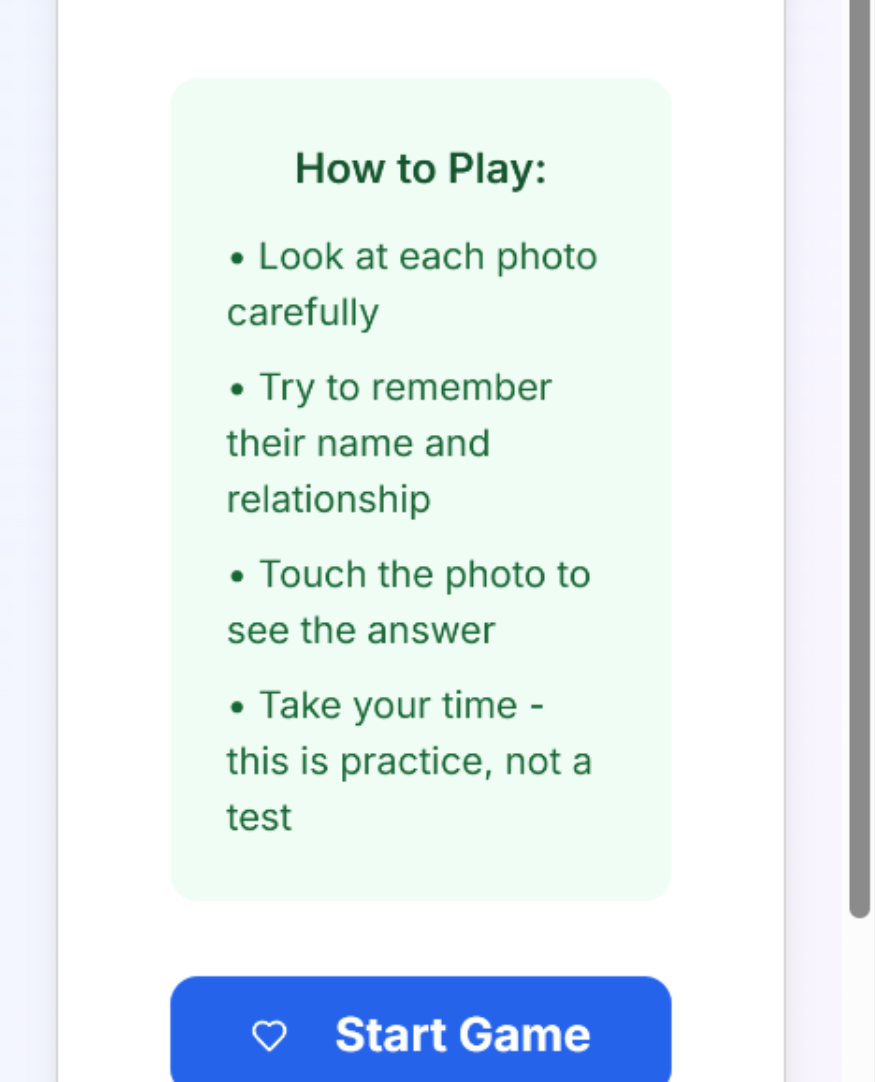 How to Play:
• Look at each photo
carefully
• Try to remember
their name and
relationship
• Touch the photo to
see the answer
• Take your time -
this is practice, not a
test
Start Game